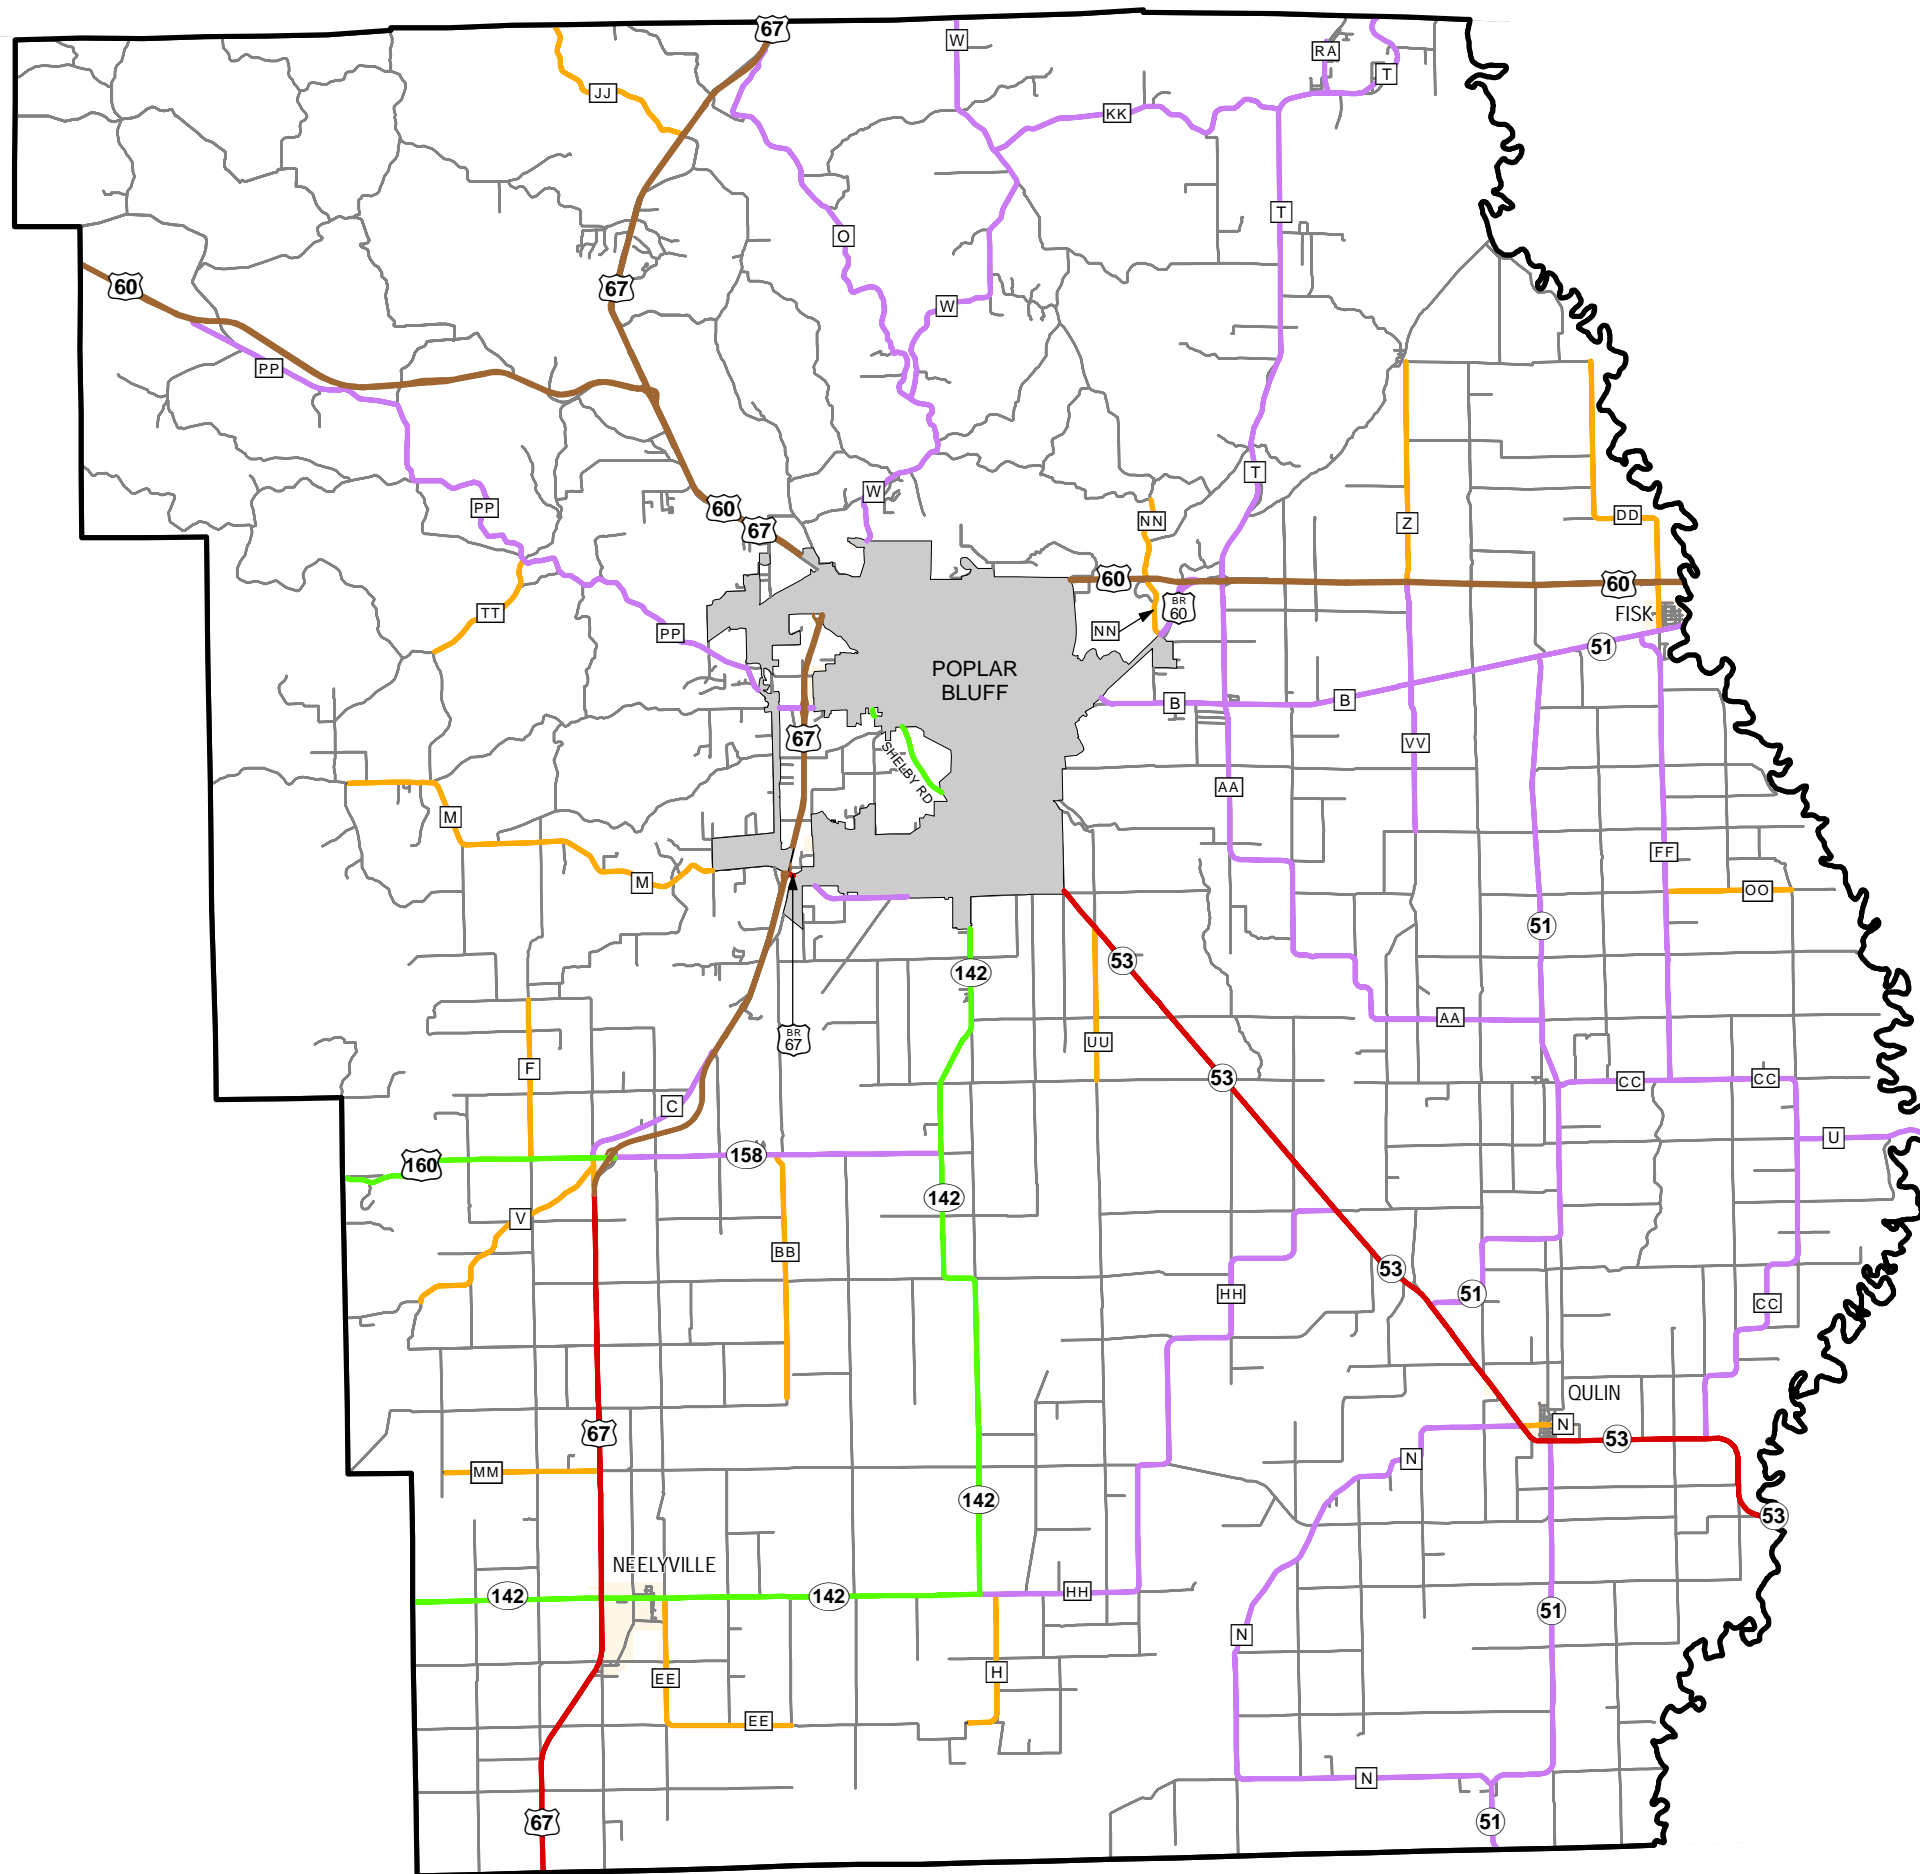 67
W
RA
T
JJ
KK
T
O
60
67
W
PP
T
W
PP
60
67
NN
Z
DD
60
60
BR
60
TT
FISK
NN
PP
51
POPLAR
BLUFF
B
B
67
VV
SHELBY RD
AA
M
FF
M
OO
51
53
142
AA
BR
67
UU
F
53
CC
CC
C
U
158
160
142
V
BB
53
HH
51
CC
QULIN
67
N
53
N
MM
142
53
NEELYVILLE
142
142
HH
51
N
H
EE
EE
N
67
51